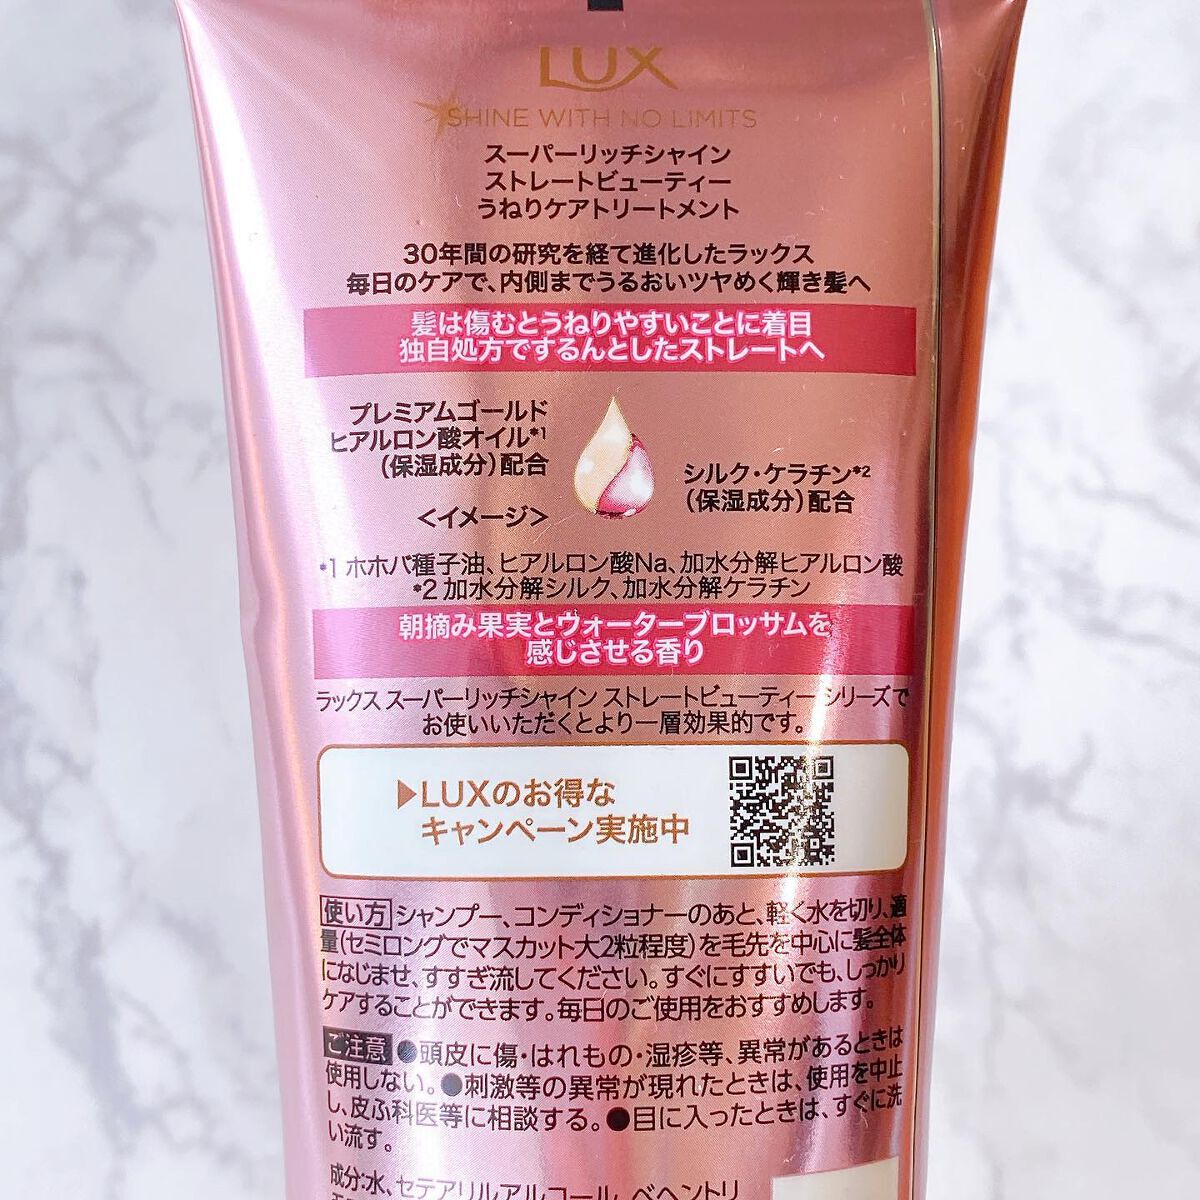 LUX
SHINE WITH NO LIMITS
スーパーリッチシャイン
ストレートビューティー
うねりケアトリートメント
30年間の研究を経て進化したラックス
毎日のケアで、内側までうるおいツヤめく輝き髪へ
髪は傷むとうねりやすいことに着目
独自処方でするんとしたストレートへ
プレミアムゴールド
ヒアルロン酸オイル*1
(保湿成分)配合
シルク・ケラチン*2
(保湿成分)配合
<イメージ>
*1 ホホバ種子油、ヒアルロン酸Na、加水分解ヒアルロン酸
*2 加水分解シルク、加水分解ケラチン
朝摘み果実とウォーターブロッサムを
感じさせる香り
ラックス スーパーリッチシャイン ストレートビューティー シリーズで
お使いいただくとより一層効果的です。
▶LUXのお得な
キャンペーン実施中
使い方 シャンプー、コンディショナーのあと、軽く水を切り、適
量(セミロングでマスカット大2粒程度)を毛先を中心に髪全体
になじませ、すすぎ流してください。すぐにすすいでも、しっかり
ケアすることができます。毎日のご使用をおすすめします。
ご注意 ●頭皮に傷・はれもの・湿疹等、異常があるときは
使用しない。●刺激等の異常が現れたときは、使用を中止
し、皮ふ科医等に相談する。●目に入ったときは、すぐに洗
い流す。
成分:水、セテアリルアルコール、ベヘントリ